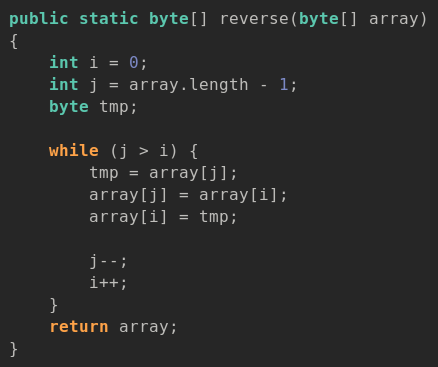 public static byte[] reverse(byte[] array)
{
    int i = 0;
    int j = array.length - 1;
    byte tmp;

    while (j > i) {
        tmp = array[j];
        array[j] = array[i];
        array[i] = tmp;

        j--;
        i++;
    }
    return array;
}